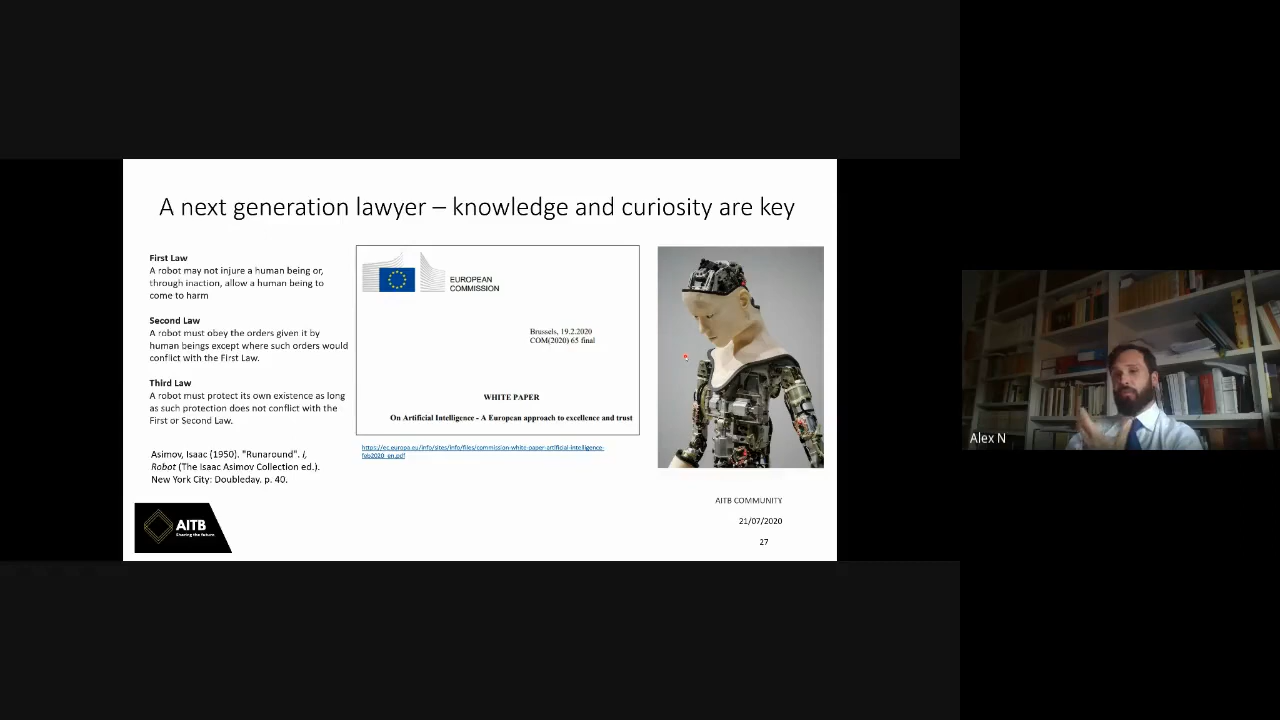 A next generation lawyer – knowledge and curiosity are key
First Law
A robot may not injure a human being or,
through inaction, allow a human being to
come to harm
Second Law
A robot must obey the orders given it by
human beings except where such orders would
conflict with the First Law.
Third Law
A robot must protect its own existence as long
as such protection does not conflict with the
First or Second Law.
Asimov, Isaac (1950). "Runaround". I,
Robot (The Isaac Asimov Collection ed.).
New York City: Doubleday. p. 40.
EUROPEAN
COMMISSION
Brussels, 19.2.2020
COM(2020) 65 final
WHITE PAPER
On Artificial Intelligence - A European approach to excellence and trust
https://ec.europa.eu/info/sites/info/files/commission-white-paper-artificial-intelligence-
feb2020_en.pdf
AITB
Sharing the future
AITB COMMUNITY
21/07/2020
27
Alex N